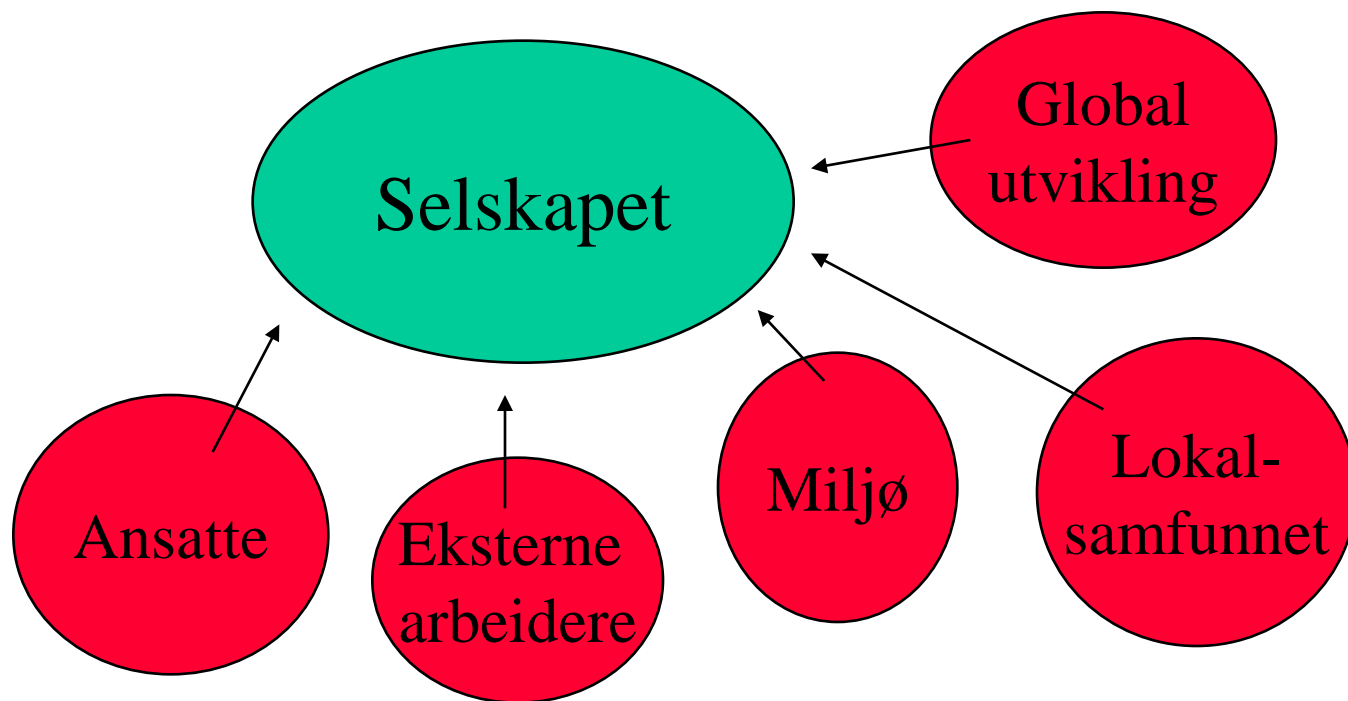 Selskapet
Global
utvikling
Ansatte
Eksterne
arbeidere
Miljø
Lokal-
samfunnet